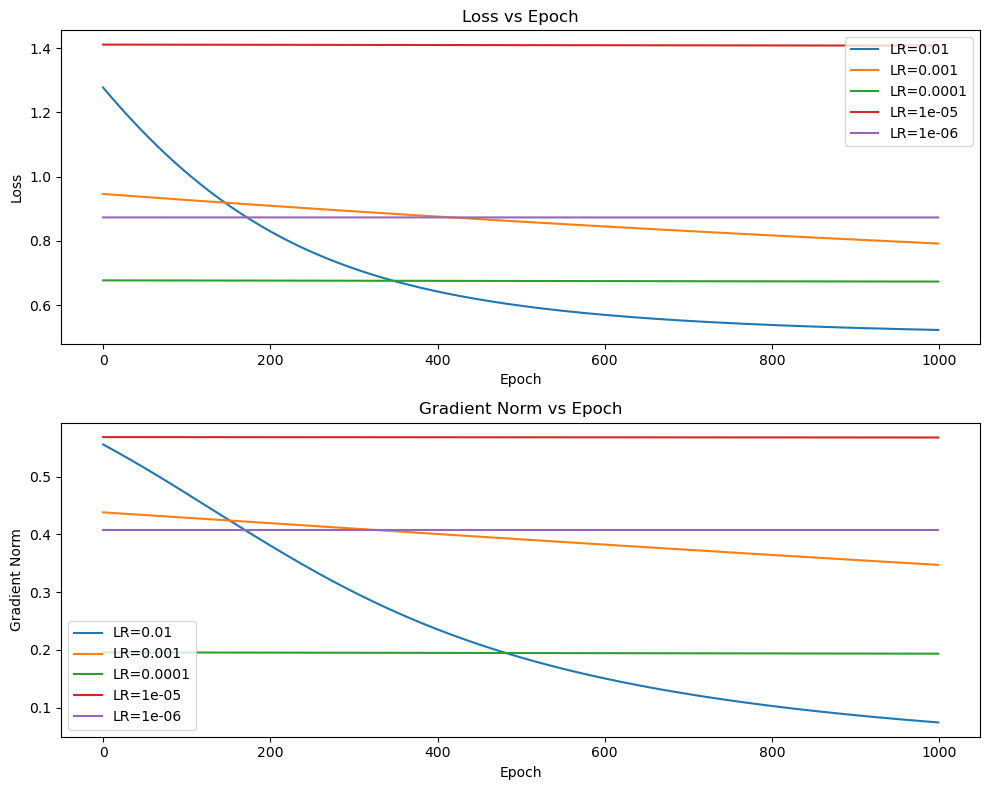 Loss vs Epoch
1.4
1.2
1.0
0.8
0.6
Loss
LR=0.01
LR=0.001
LR=0.0001
LR=1e-05
LR=1e-06
0 200 400 600 800 1000
Epoch
Gradient Norm vs Epoch
0.5
0.4
0.3
0.2
0.1
Gradient Norm
LR=0.01
LR=0.001
LR=0.0001
LR=1e-05
LR=1e-06
0 200 400 600 800 1000
Epoch